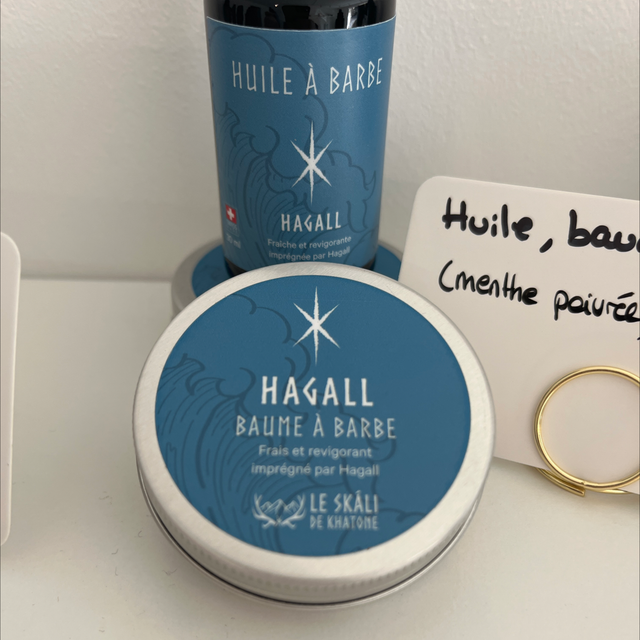 HUILE À BARBE
HAGALL
Fraîche et revigorante
imprégnée par Hagall
Huile,
(menthe poivrée
HAGALL
BAUME À BARBE
Frais et revigorant
imprégné par Hagall
LE SKÁLI
DE KHATONE